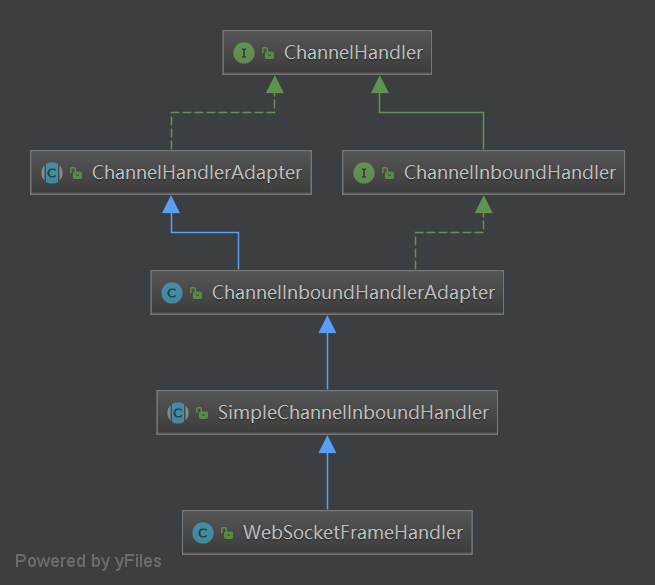 I ChannelHandler
C ChannelHandlerAdapter
I ChannelInboundHandler
C ChannelInboundHandlerAdapter
C SimpleChannelInboundHandler
C WebSocketFrameHandler
Powered by yFiles